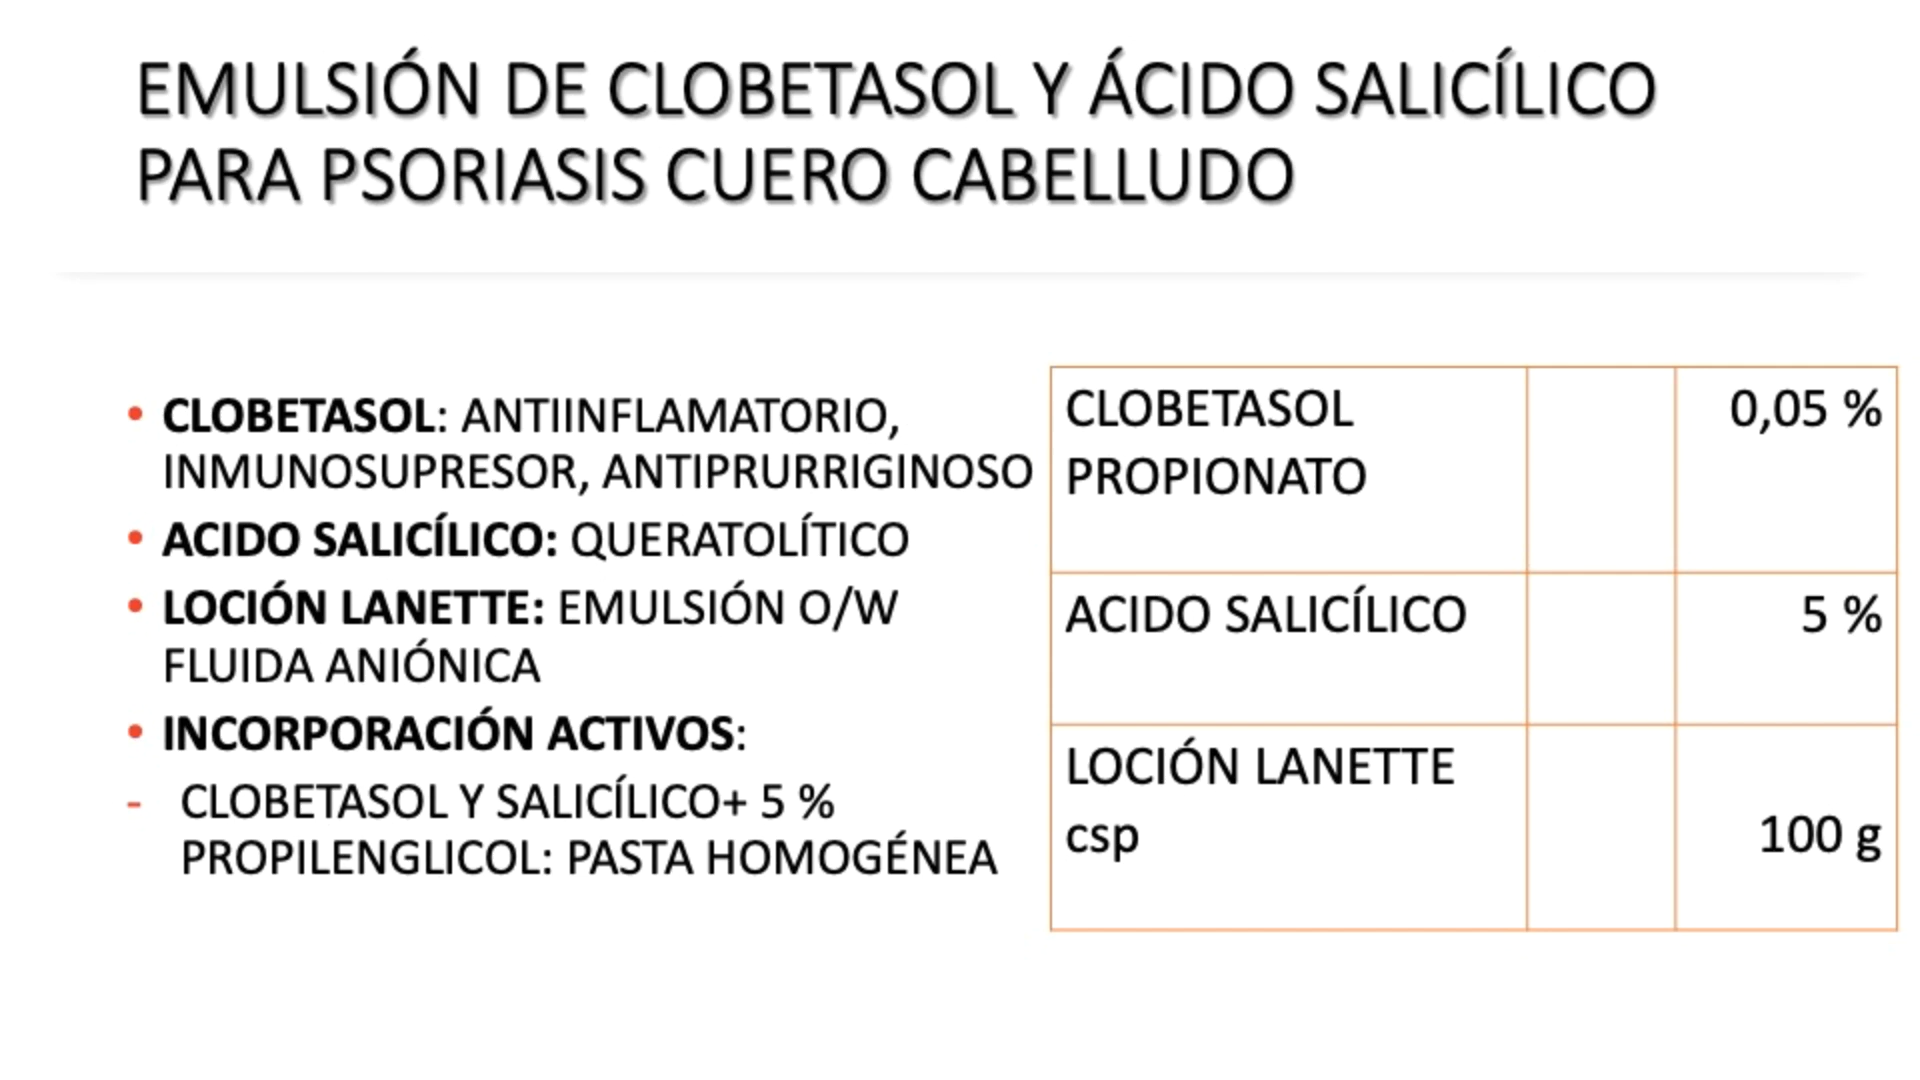 EMULSIÓN DE CLOBETASOL Y ÁCIDO SALICÍLICO
PARA PSORIASIS CUERO CABELLUDO
• CLOBETASOL: ANTIINFLAMATORIO,
INMUNOSUPRESOR, ANTIPRURRIGINOSO
• ACIDO SALICÍLICO: QUERATOLÍTICO
• LOCIÓN LANETTE: EMULSIÓN O/W
FLUIDA ANIÓNICA
• INCORPORACIÓN ACTIVOS:
- CLOBETASOL Y SALICÍLICO+ 5 %
PROPILENGLICOL: PASTA HOMOGÉNEA
CLOBETASOL 0,05 %
PROPIONATO
ACIDO SALICÍLICO 5 %
LOCIÓN LANETTE
csp 100 g